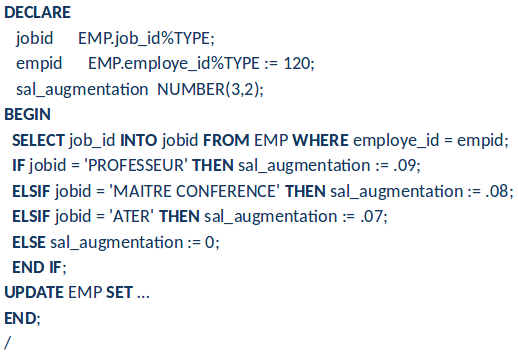 DECLARE
jobid EMP.job_id%TYPE;
empid EMP.employe_id%TYPE := 120;
sal_augmentation NUMBER(3,2);
BEGIN
SELECT job_id INTO jobid FROM EMP WHERE employe_id = empid;
IF jobid = 'PROFESSEUR' THEN sal_augmentation := .09;
ELSIF jobid = 'MAITRE CONFERENCE' THEN sal_augmentation := .08;
ELSIF jobid = 'ATER' THEN sal_augmentation := .07;
ELSE sal_augmentation := 0;
END IF;
UPDATE EMP SET ...
END;
/